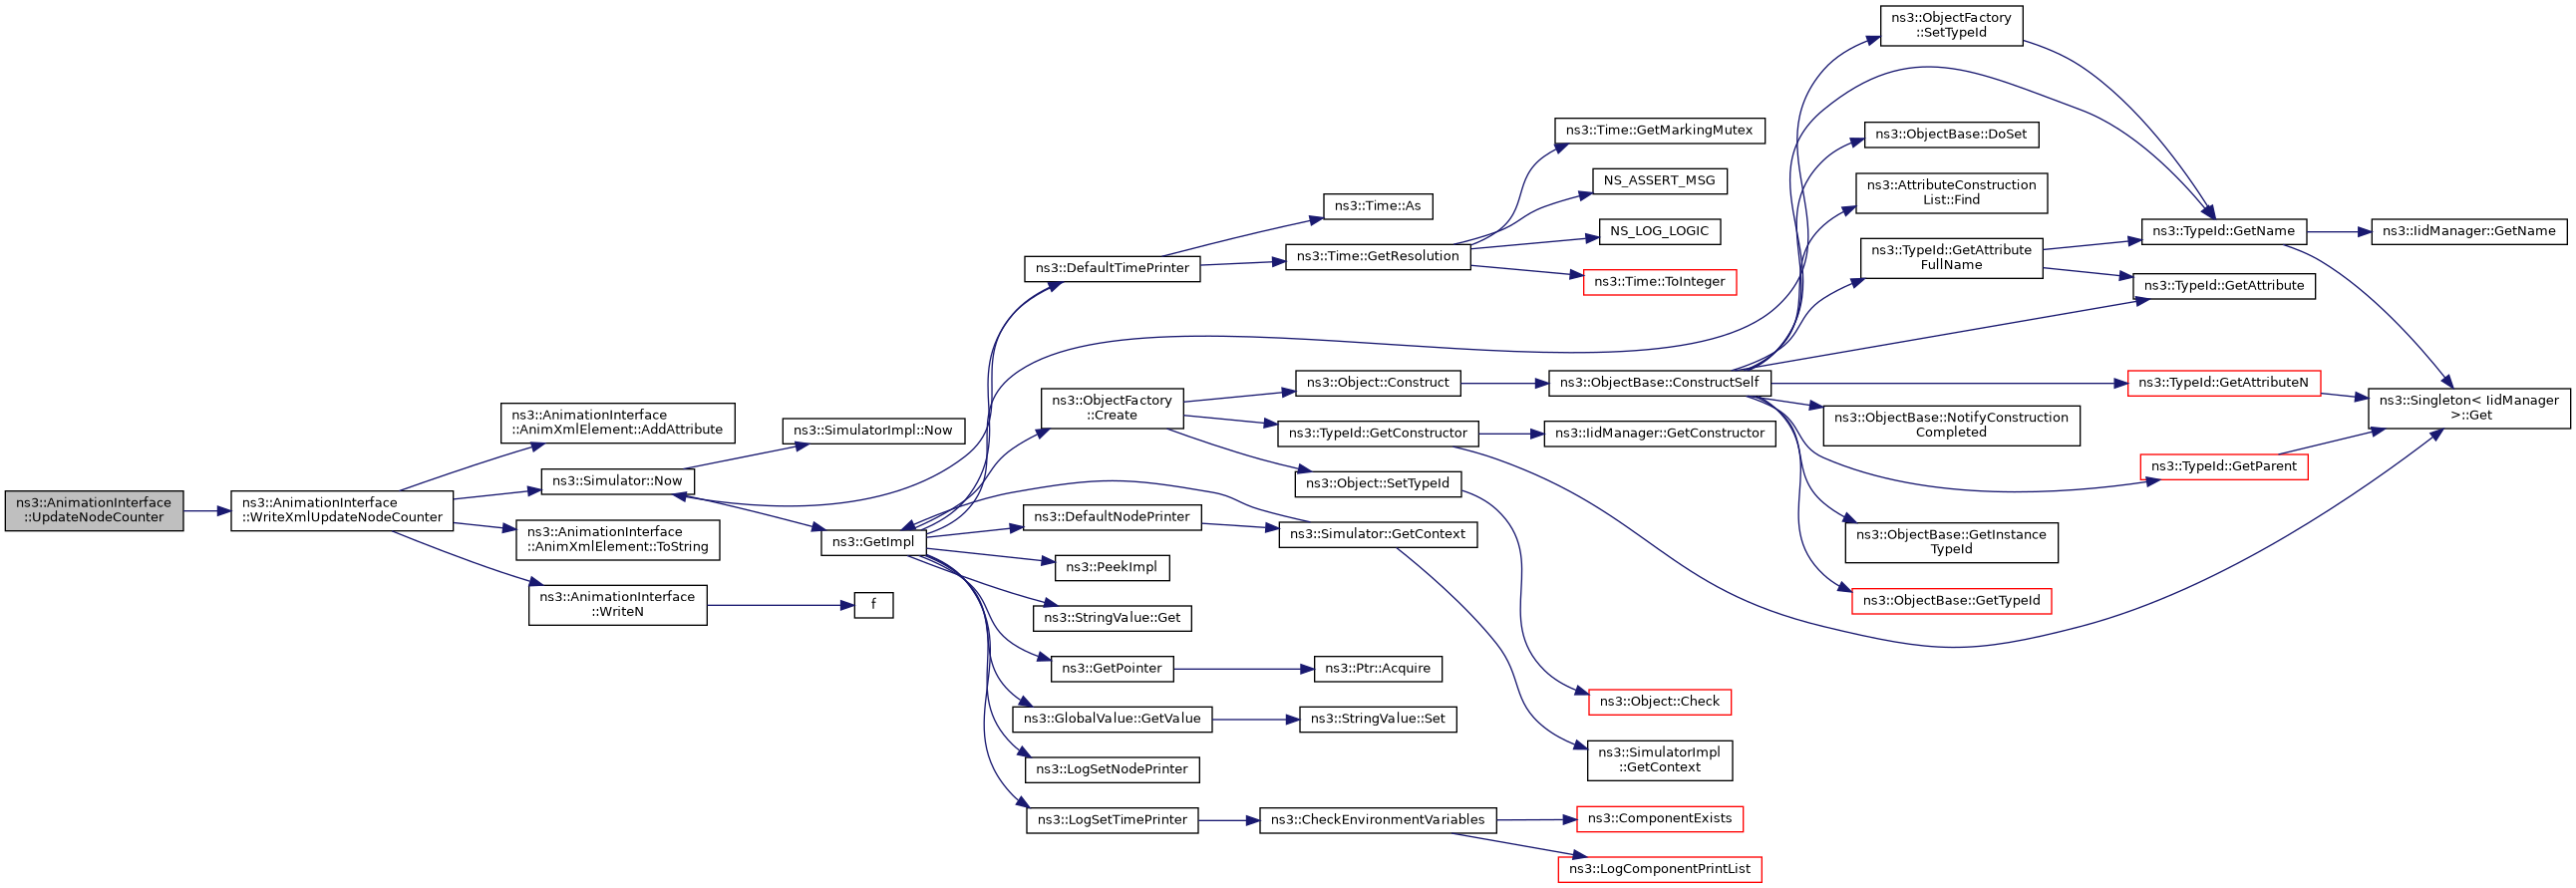 ns3::AnimationInterface
::UpdateNodeCounter
ns3::AnimationInterface
::WriteXmlUpdateNodeCounter
ns3::AnimationInterface
::AnimXmlElement::AddAttribute
ns3::Simulator::Now
ns3::AnimationInterface
::AnimXmlElement::ToString
ns3::AnimationInterface
::WriteN
ns3::SimulatorImpl::Now
ns3::GetImpl
f
ns3::DefaultTimePrinter
ns3::ObjectFactory
::Create
ns3::DefaultNodePrinter
ns3::PeekImpl
ns3::StringValue::Get
ns3::GetPointer
ns3::GlobalValue::GetValue
ns3::LogSetNodePrinter
ns3::LogSetTimePrinter
ns3::Time::As
ns3::Time::GetResolution
ns3::Object::Construct
ns3::TypeId::GetConstructor
ns3::Object::SetTypeId
ns3::Simulator::GetContext
ns3::Ptr::Acquire
ns3::StringValue::Set
ns3::CheckEnvironmentVariables
ns3::Time::GetMarkingMutex
NS_ASSERT_MSG
NS_LOG_LOGIC
ns3::Time::ToInteger
ns3::ObjectBase::ConstructSelf
ns3::IidManager::GetConstructor
ns3::Object::Check
ns3::SimulatorImpl
::GetContext
ns3::ComponentExists
ns3::LogComponentPrintList
ns3::ObjectFactory
::SetTypeId
ns3::ObjectBase::DoSet
ns3::AttributeConstruction
List::Find
ns3::TypeId::GetAttribute
FullName
ns3::ObjectBase::NotifyConstruction
Completed
ns3::ObjectBase::GetInstance
TypeId
ns3::ObjectBase::GetTypeId
ns3::TypeId::GetName
ns3::TypeId::GetAttribute
ns3::TypeId::GetAttributeN
ns3::TypeId::GetParent
ns3::IidManager::GetName
ns3::Singleton< IidManager
>::Get